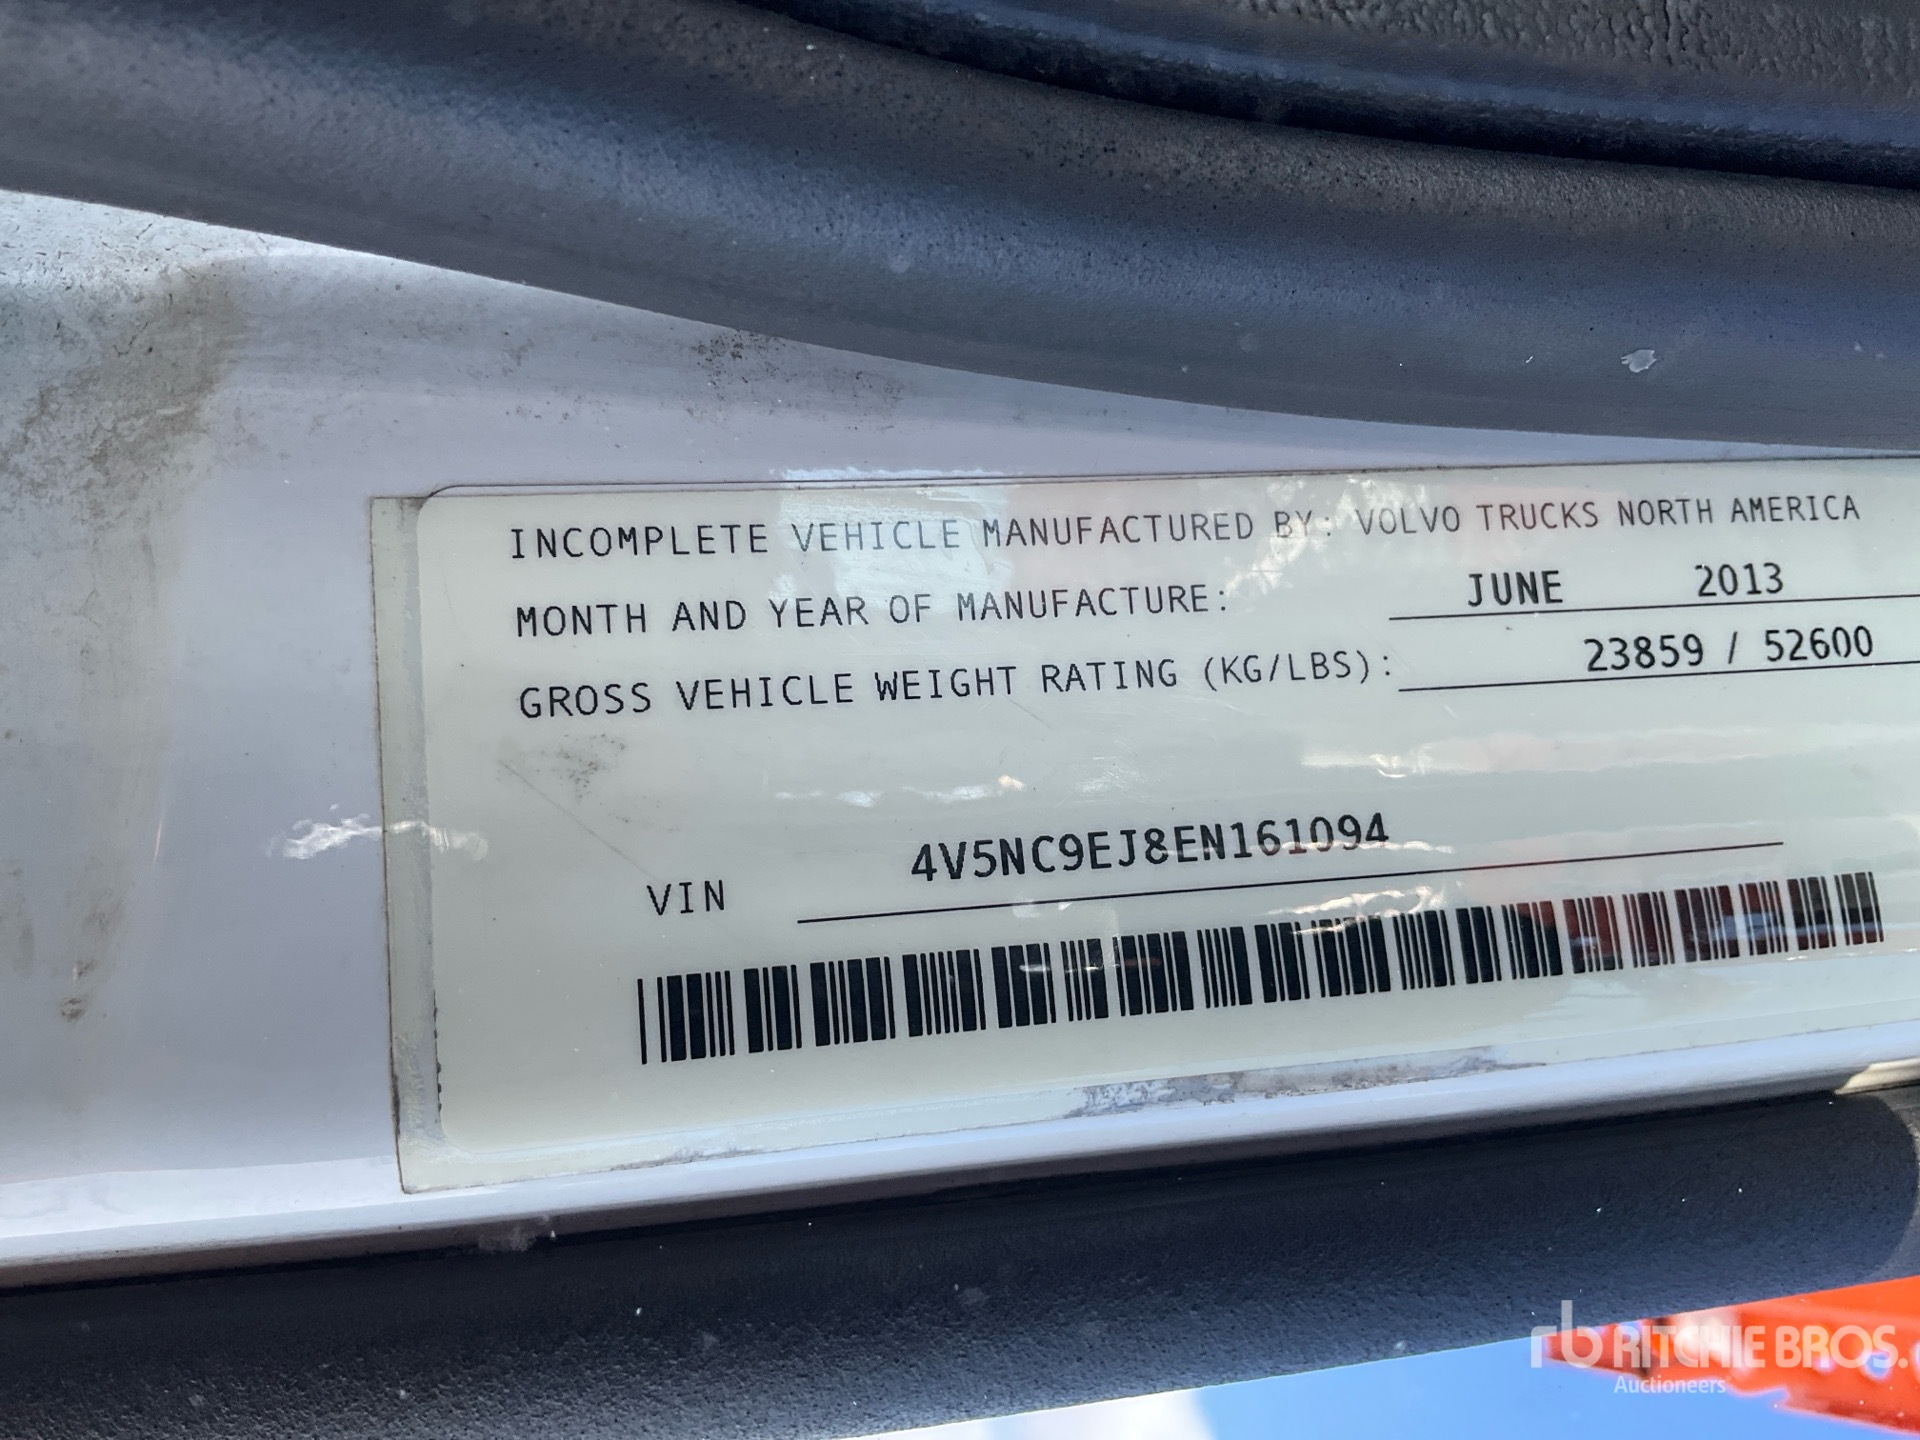 INCOMPLETE VEHICLE MANUFACTURED BY: VOLVO TRUCKS NORTH AMERICA
MONTH AND YEAR OF MANUFACTURE: JUNE 2013
GROSS VEHICLE WEIGHT RATING (KG/LBS): 23859 / 52600
VIN 4V5NC9EJ8EN161094
rb RITCHIE BROS.
Auctioneers